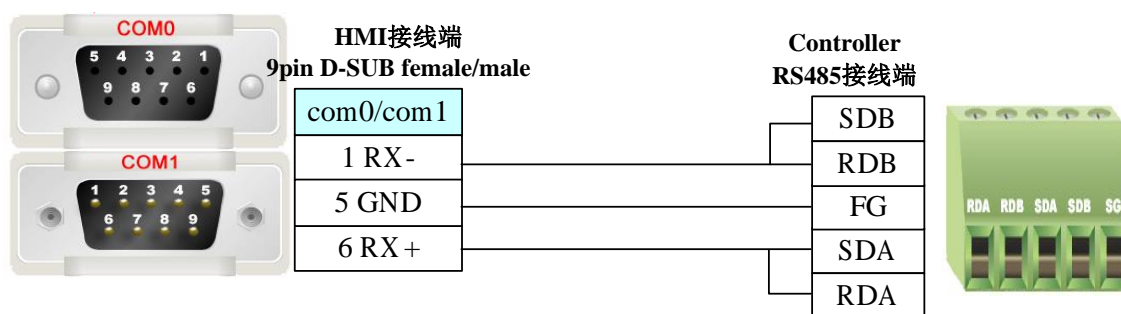 COM0
5 4 3 2 1
9 8 7 6
COM1
1 2 3 4 5
6 7 8 9
HMI接线端
9pin D-SUB female/male
com0/com1
1 RX-
5 GND
6 RX+
Controller
RS485接线端
SDB
RDB
FG
SDA
RDA
RDA RDB SDA SDB SG